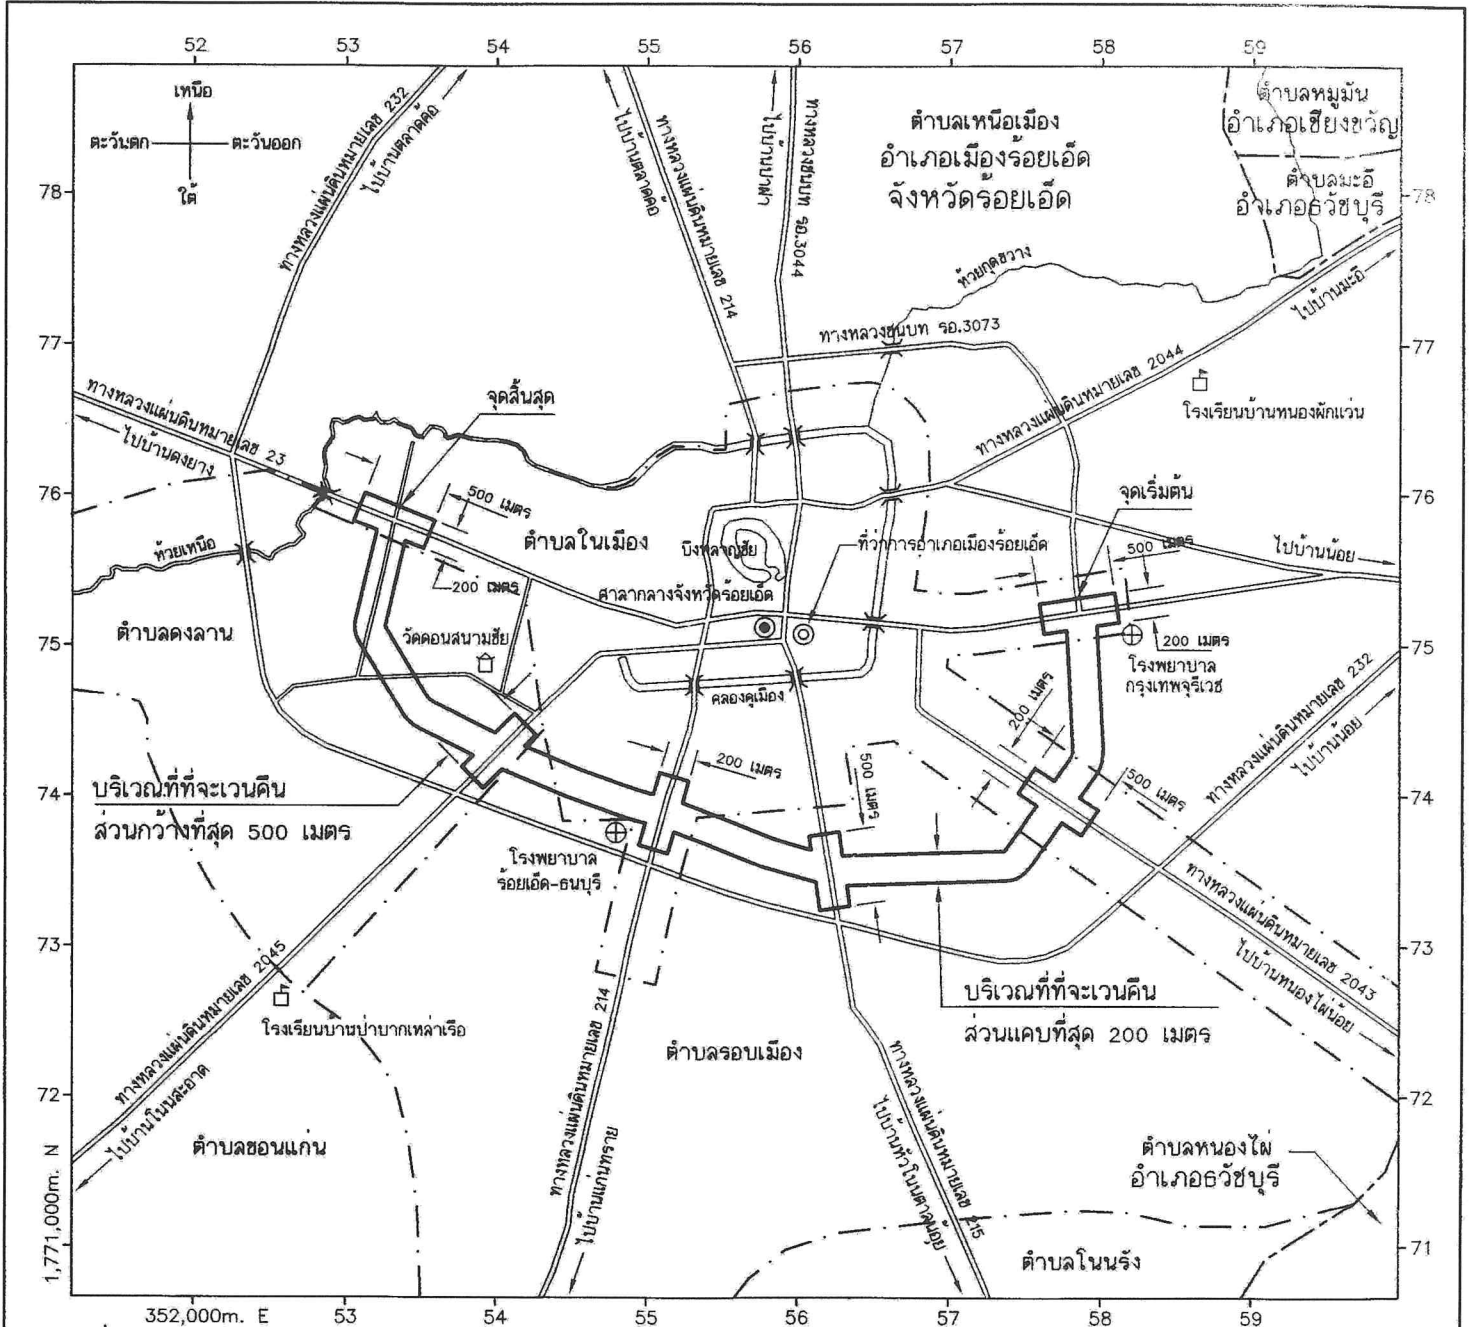 52 53 54 55 56 57 58 59
เหนือ
ตะวันตก ตะวันออก
ใต้
ทางหลวงแผ่นดินหมายเลข 232
ไปบ้านตลาดค้อ
ทางหลวงแผ่นดินหมายเลข 214
ไปบ้านตลาดค้อ
ทางหลวงชนบท รอ.3044
ตำบลเหนือเมือง
อำเภอเมืองร้อยเอ็ด
จังหวัดร้อยเอ็ด
ตำบลหมูม้น
อำเภอเชียงขวัญ
ตำบลมะอึ
อำเภอธวัชบุรี
78
78
ห้วยกุดขวาง
ไปบ้านมะอึ
ทางหลวงชนบท รอ.3073
77
77
ทางหลวงแผ่นดินหมายเลข 2044
โรงเรียนบ้านหนองผักแว่น
ทางหลวงแผ่นดินหมายเลข 23
ไปบ้านดงยาง
จุดสิ้นสุด
76
76
500 เมตร
ตำบลในเมือง
บึงพลาญชัย
ที่ว่าการอำเภอเมืองร้อยเอ็ด
จุดเริ่มต้น
500 เมตร
ไปบ้านน้อย
ห้วยเหนือ
200 เมตร
ศาลากลางจังหวัดร้อยเอ็ด
75
75
ตำบลดงลาน
วัดดอนสนามชัย
200 เมตร
โรงพยาบาล
กรุงเทพจุรีเวช
คลองคูเมือง
200 เมตร
ทางหลวงแผ่นดินหมายเลข 232
ไปบ้านน้อย
200 เมตร
500 เมตร
500 เมตร
74
74
บริเวณที่ที่จะเวนคืน
ส่วนกว้างที่สุด 500 เมตร
โรงพยาบาล
ร้อยเอ็ด-ธนบุรี
73
73
ทางหลวงแผ่นดินหมายเลข 2045
ไปบ้านโนนสะอาด
โรงเรียนบ้านป่าบากเหล่าเรือ
ทางหลวงแผ่นดินหมายเลข 214
ไปบ้านแก่นทราย
บริเวณที่ที่จะเวนคืน
ส่วนแคบที่สุด 200 เมตร
ทางหลวงแผ่นดินหมายเลข 2043
ไปบ้านหนองไผ่น้อย
ตำบลรอบเมือง
ทางหลวงแผ่นดินหมายเลข 215
72
72
ตำบลขอนแก่น
ตำบลหนองไผ่
อำเภอธวัชบุรี
1,771,000m. N
71
ตำบลโนนรัง
352,000m. E 53 54 55 56 57 58 59